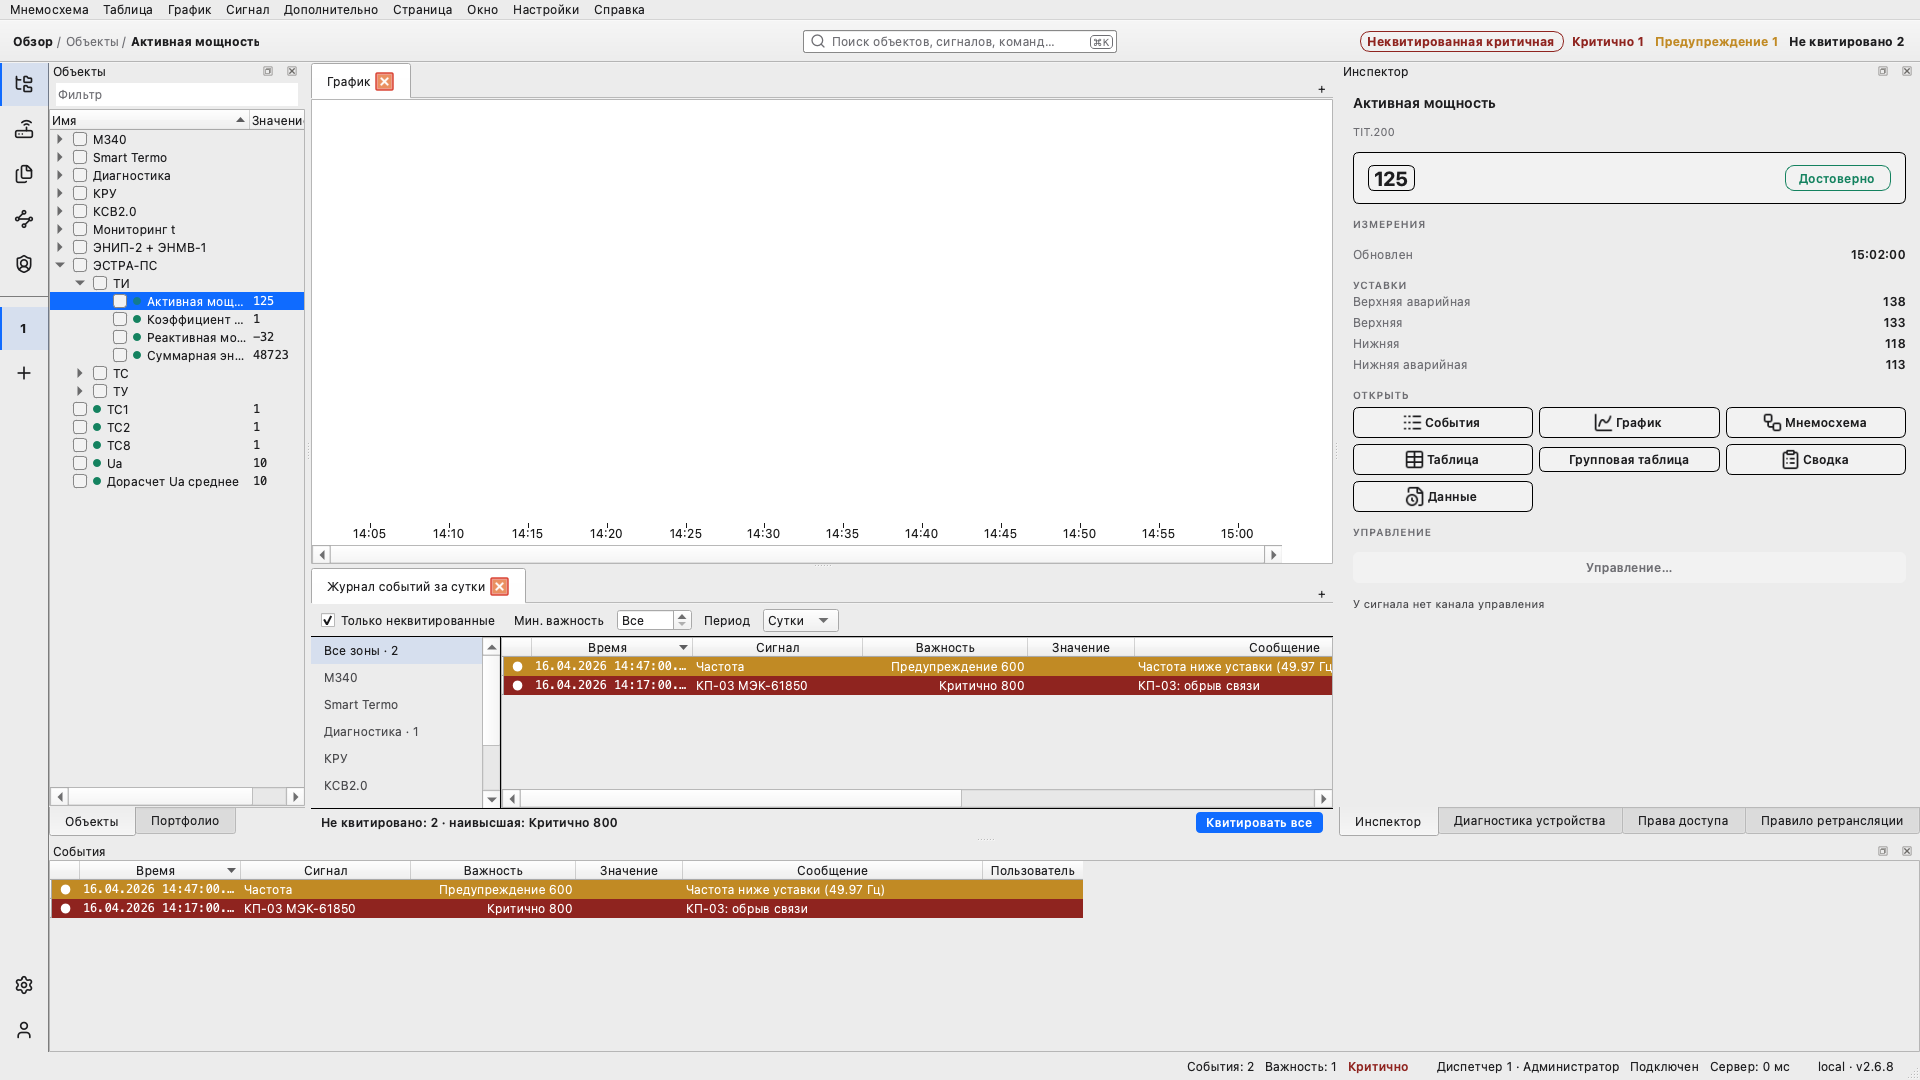 Мнемосхема Таблица График Сигнал Дополнительно Страница Окно Настройки Справка
Обзор / Объекты / Активная мощность
Поиск объектов, сигналов, команд... ⌘K
Неквитированная критичная Критично 1 Предупреждение 1 Не квитировано 2
Объекты
Фильтр
Имя Значени
М340
Smart Termo
Диагностика
КРУ
КСВ2.0
Мониторинг t
ЭНИП-2 + ЭНМВ-1
ЭСТРА-ПС
ТИ
Активная мощ... 125
Коэффициент ... 1
Реактивная мо... −32
Суммарная эн... 48723
ТС
ТУ
ТС1 1
ТС2 1
ТС8 1
Ua 10
Дорасчет Ua среднее 10
Объекты Портфолио
1
График
+
14:05 14:10 14:15 14:20 14:25 14:30 14:35 14:40 14:45 14:50 14:55 15:00
Журнал событий за сутки
+
Только неквитированные Мин. важность Все Период Сутки
Все зоны · 2
М340
Smart Termo
Диагностика · 1
КРУ
КСВ2.0
Время Сигнал Важность Значение Сообщение
16.04.2026 14:47:00.… Частота Предупреждение 600 Частота ниже уставки (49.97 Гц
16.04.2026 14:17:00.… КП-03 МЭК-61850 Критично 800 КП-03: обрыв связи
Не квитировано: 2 · наивысшая: Критично 800
Квитировать все
Инспектор
Активная мощность
TIT.200
125 Достоверно
ИЗМЕРЕНИЯ
Обновлен 15:02:00
УСТАВКИ
Верхняя аварийная 138
Верхняя 133
Нижняя 118
Нижняя аварийная 113
ОТКРЫТЬ
События График Мнемосхема
Таблица Групповая таблица Сводка
Данные
УПРАВЛЕНИЕ
Управление...
У сигнала нет канала управления
Инспектор Диагностика устройства Права доступа Правило ретрансляции
События
Время Сигнал Важность Значение Сообщение Пользователь
16.04.2026 14:47:00.… Частота Предупреждение 600 Частота ниже уставки (49.97 Гц)
16.04.2026 14:17:00.… КП-03 МЭК-61850 Критично 800 КП-03: обрыв связи
События: 2 Важность: 1 Критично Диспетчер 1 · Администратор Подключен Сервер: 0 мс local · v2.6.8